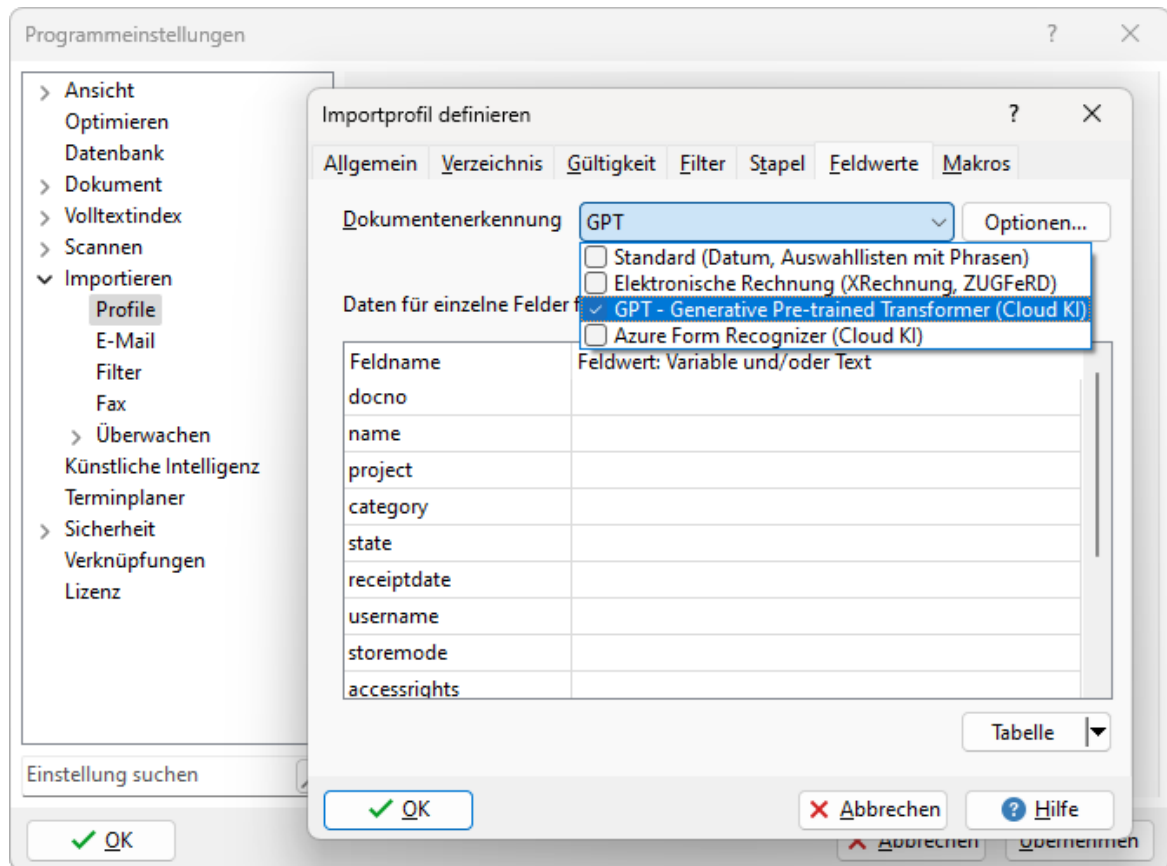 Programmeinstellungen
Ansicht
Optimieren
Datenbank
Dokument
Volltextindex
Scannen
Importieren
Profile
E-Mail
Filter
Fax
Überwachen
Künstliche Intelligenz
Terminplaner
Sicherheit
Verknüpfungen
Lizenz
Einstellung suchen
OK
Importprofil definieren
Allgemein Verzeichnis Gültigkeit Filter Stapel Feldwerte Makros
Dokumentenerkennung GPT Optionen...
Standard (Datum, Auswahllisten mit Phrasen)
Elektronische Rechnung (XRechnung, ZUGFeRD)
GPT - Generative Pre-trained Transformer (Cloud KI)
Azure Form Recognizer (Cloud KI)
Daten für einzelne Felder f
Feldname Feldwert: Variable und/oder Text
docno
name
project
category
state
receiptdate
username
storemode
accessrights
Tabelle
OK Abbrechen Hilfe
Abbrechen Übernehmen